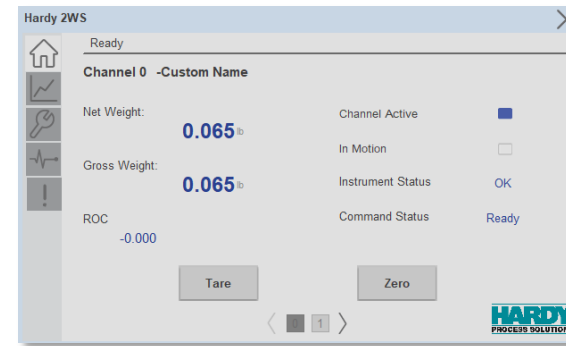 Hardy 2WS
Ready
Channel 0 -Custom Name
Net Weight:
0.065 lb
Gross Weight:
0.065 lb
ROC
-0.000
Channel Active
In Motion
Instrument Status OK
Command Status Ready
Tare Zero
0 1
HARDY
PROCESS SOLUTION